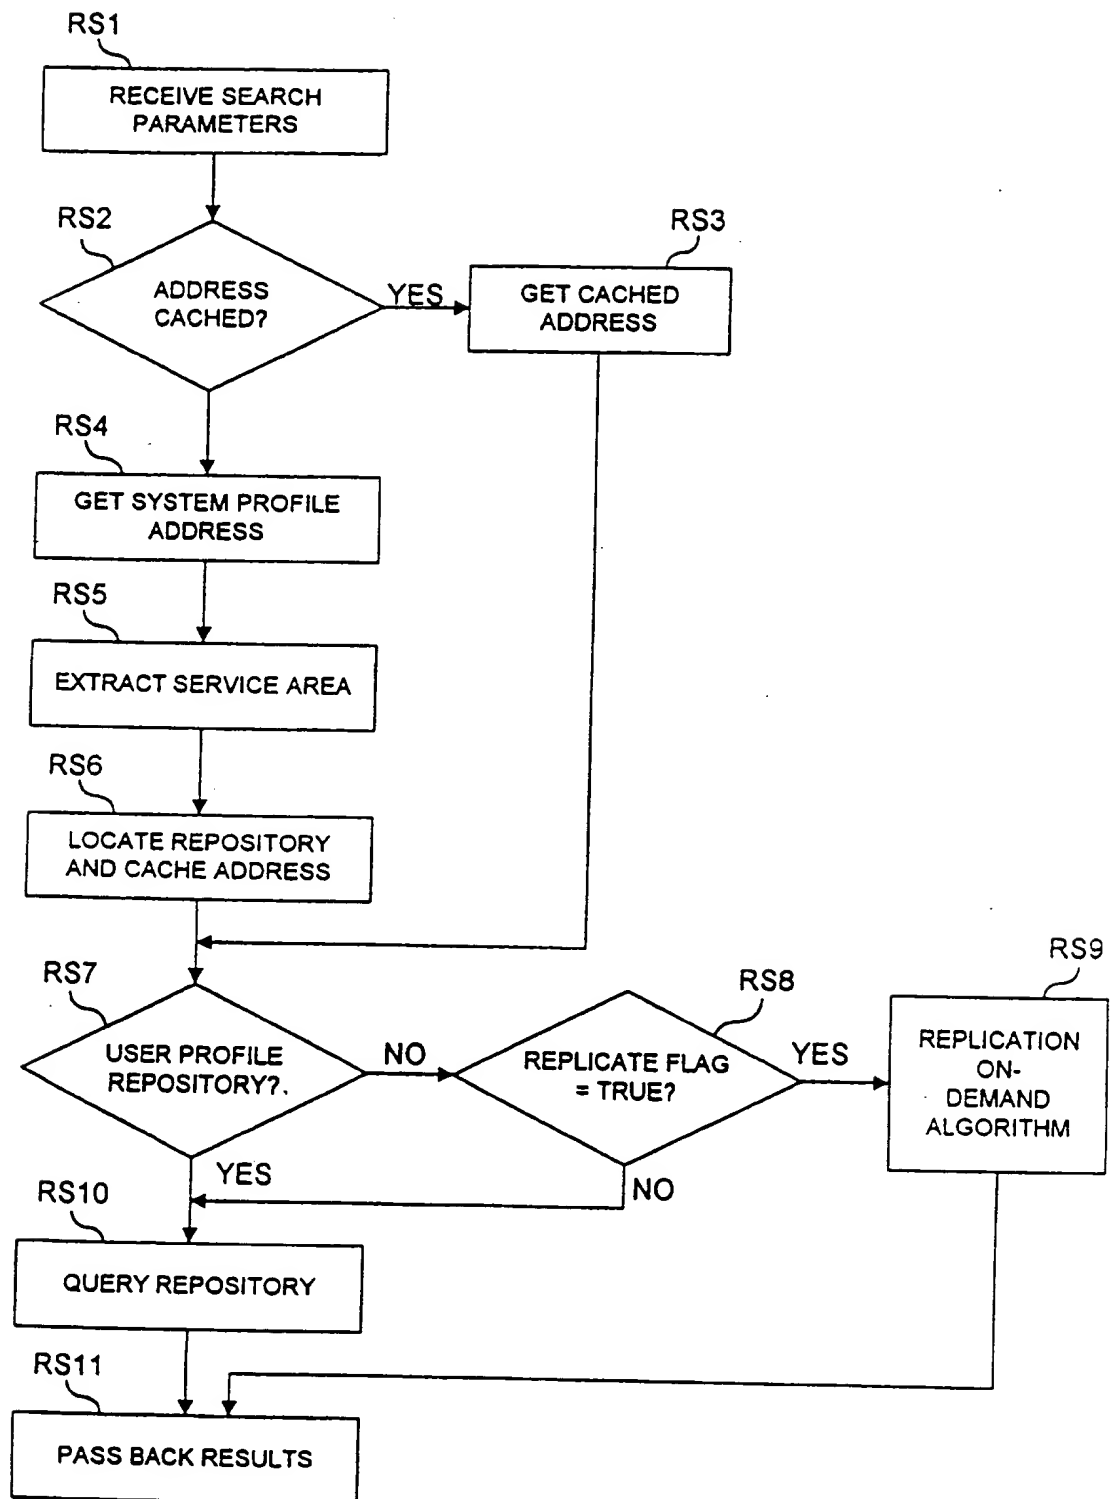 RS1
RECEIVE SEARCH
PARAMETERS
RS2
ADDRESS
CACHED?
YES
RS3
GET CACHED
ADDRESS
RS4
GET SYSTEM PROFILE
ADDRESS
RS5
EXTRACT SERVICE AREA
RS6
LOCATE REPOSITORY
AND CACHE ADDRESS
RS7
USER PROFILE
REPOSITORY?.
NO
RS8
REPLICATE FLAG
= TRUE?
YES
RS9
REPLICATION
ON-
DEMAND
ALGORITHM
YES
NO
RS10
QUERY REPOSITORY
RS11
PASS BACK RESULTS